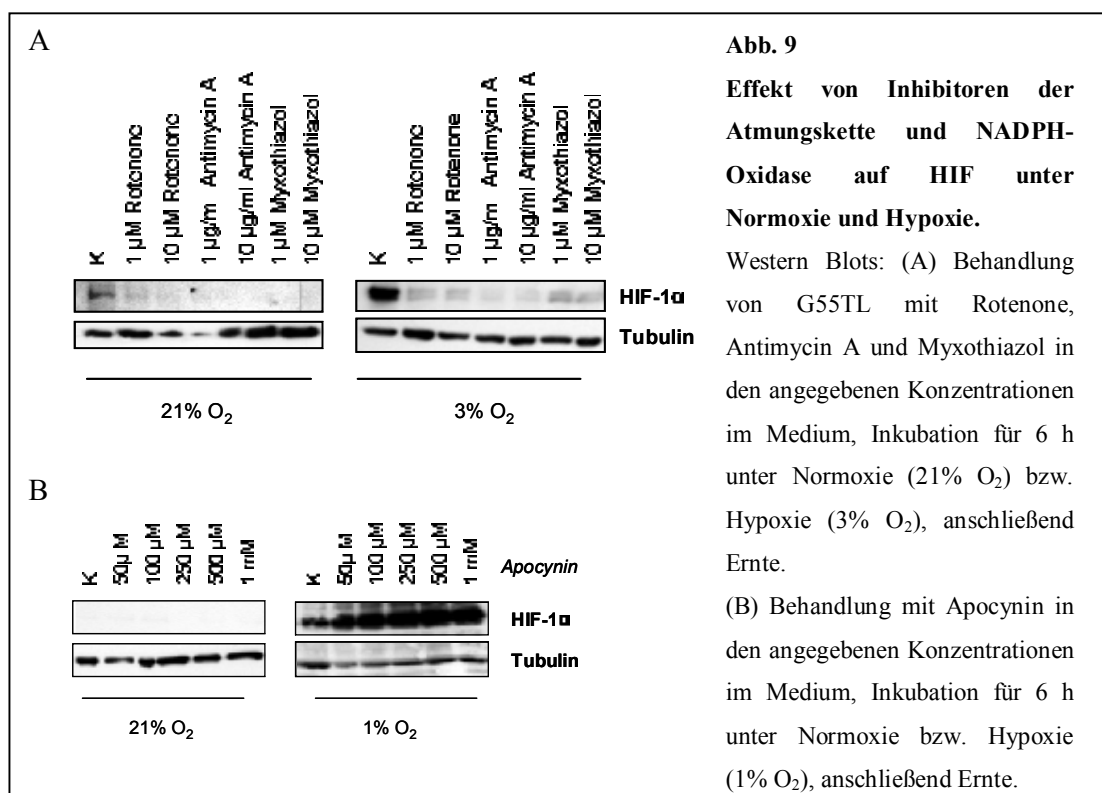 A
K
1 µM Rotenone
10 µM Rotenone
1 µg/m Antimycin A
10 µg/ml Antimycin A
1 µM Myxothiazol
10 µM Myxothiazol
K
1 µM Rotenone
10 µM Rotenone
1 µg/m Antimycin A
10 µg/ml Antimycin A
1 µM Myxothiazol
10 µM Myxothiazol
HIF-1α
Tubulin
21% O₂
3% O₂
B
K
50µ M
100 µM
250 µM
500 µM
1 mM
Apocynin
K
50µ M
100 µM
250 µM
500 µM
1 mM
HIF-1α
Tubulin
21% O₂
1% O₂
Abb. 9
Effekt von Inhibitoren der
Atmungskette und NADPH-
Oxidase auf HIF unter
Normoxie und Hypoxie.
Western Blots: (A) Behandlung
von G55TL mit Rotenone,
Antimycin A und Myxothiazol in
den angegebenen Konzentrationen
im Medium, Inkubation für 6 h
unter Normoxie (21% O₂) bzw.
Hypoxie (3% O₂), anschließend
Ernte.
(B) Behandlung mit Apocynin in
den angegebenen Konzentrationen
im Medium, Inkubation für 6 h
unter Normoxie bzw. Hypoxie
(1% O₂), anschließend Ernte.